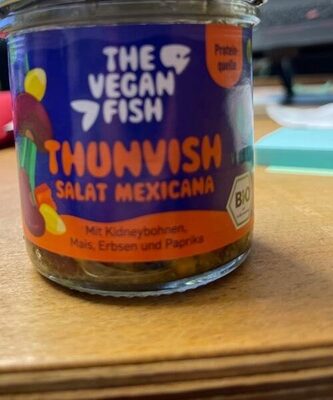 THE
VEGAN
FISH
Protein-
quelle
THUNVISH
SALAT MEXICANA
BIO
Mit Kidneybohnen,
Mais, Erbsen und Paprika